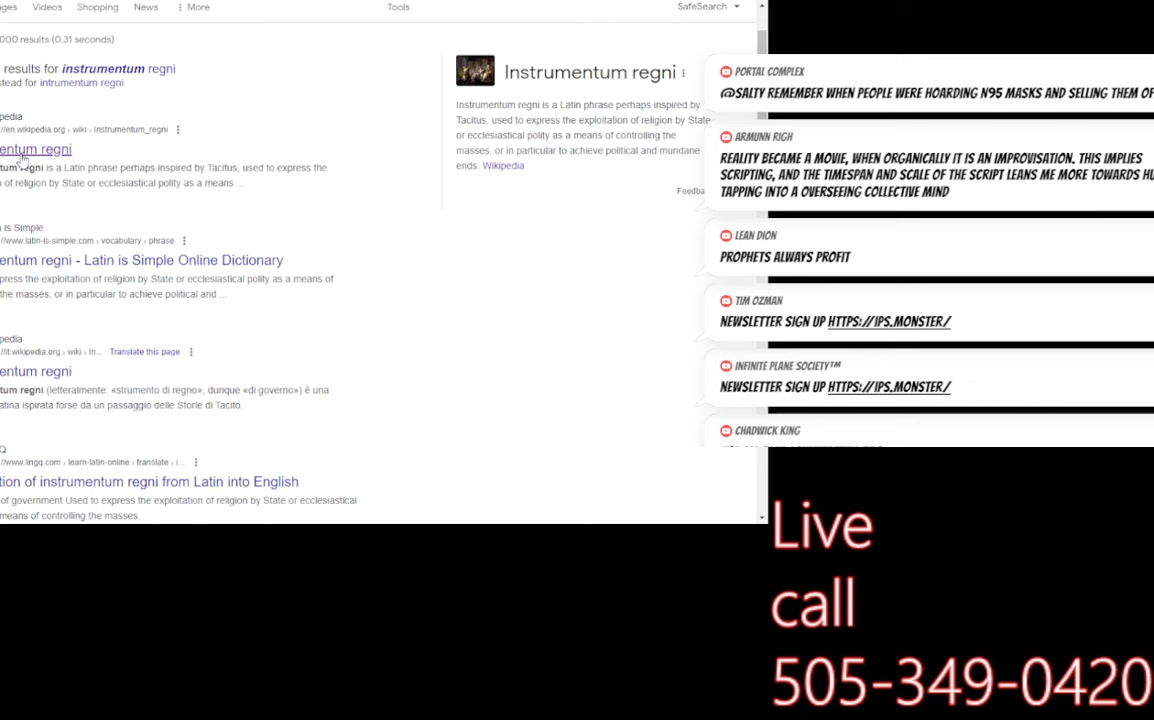 ges Videos Shopping News More Tools SafeSearch
000 results (0.31 seconds)
results for instrumentum regni
stead for intrumentum regni
pedia
//en.wikipedia.org › wiki › Instrumentum_regni
entum regni
tum regni is a Latin phrase perhaps inspired by Tacitus, used to express the
n of religion by State or ecclesiastical polity as a means ...
is Simple
//www.latin-is-simple.com › vocabulary › phrase
entum regni - Latin is Simple Online Dictionary
press the exploitation of religion by State or ecclesiastical polity as a means of
the masses, or in particular to achieve political and ...
pedia
//it.wikipedia.org › wiki › In... Translate this page
entum regni
tum regni (letteralmente: «strumento di regno», dunque «di governo») è una
atina ispirata forse da un passaggio delle Storie di Tacito.
Q
//www.lingq.com › learn-latin-online › translate › i...
tion of instrumentum regni from Latin into English
of government Used to express the exploitation of religion by State or ecclesiastical
means of controlling the masses.
Instrumentum regni
Instrumentum regni is a Latin phrase perhaps inspired by
Tacitus, used to express the exploitation of religion by State
or ecclesiastical polity as a means of controlling the
masses, or in particular to achieve political and mundane
ends. Wikipedia
Feedba
PORTAL COMPLEX
@SALTY REMEMBER WHEN PEOPLE WERE HOARDING N95 MASKS AND SELLING THEM OF
ARMUNN RIGH
REALITY BECAME A MOVIE, WHEN ORGANICALLY IT IS AN IMPROVISATION. THIS IMPLIES
SCRIPTING, AND THE TIMESPAN AND SCALE OF THE SCRIPT LEANS ME MORE TOWARDS HU
TAPPING INTO A OVERSEEING COLLECTIVE MIND
LEAN DION
PROPHETS ALWAYS PROFIT
TIM OZMAN
NEWSLETTER SIGN UP HTTPS://IPS.MONSTER/
INFINITE PLANE SOCIETY™
NEWSLETTER SIGN UP HTTPS://IPS.MONSTER/
CHADWICK KING
Live
call
505-349-0420